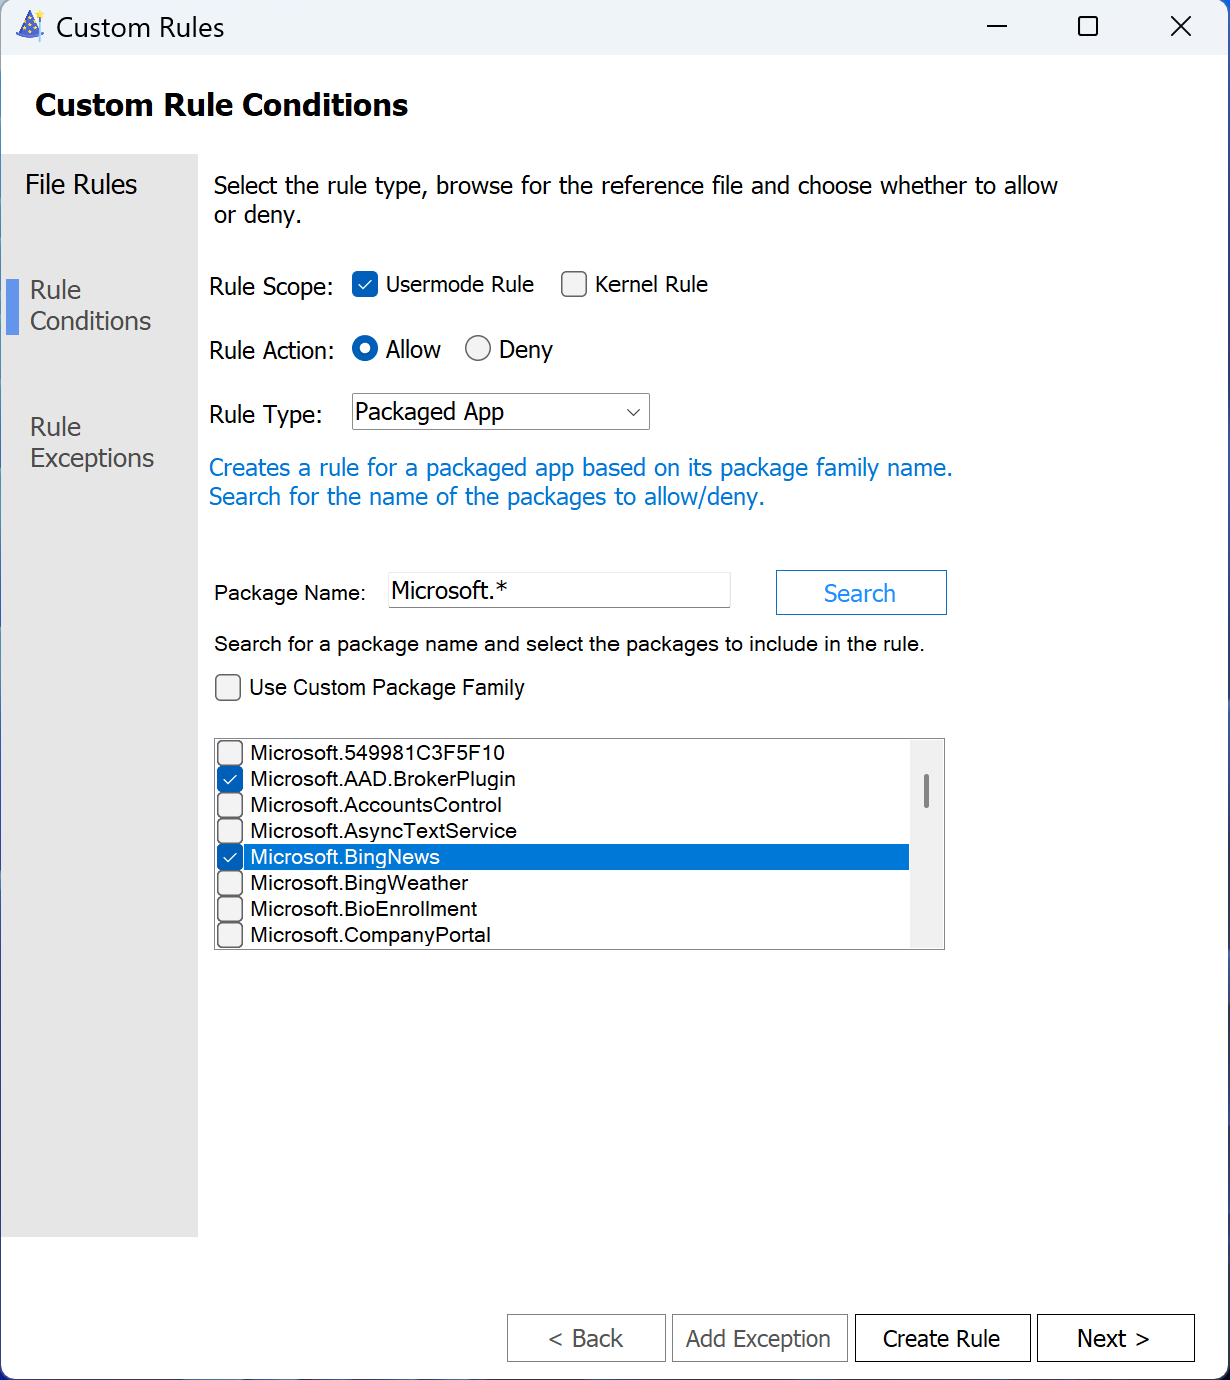 Custom Rules
Custom Rule Conditions
File Rules
Rule
Conditions
Rule
Exceptions
Select the rule type, browse for the reference file and choose whether to allow
or deny.
Rule Scope: Usermode Rule Kernel Rule
Rule Action: Allow Deny
Rule Type: Packaged App
Creates a rule for a packaged app based on its package family name.
Search for the name of the packages to allow/deny.
Package Name: Microsoft.* Search
Search for a package name and select the packages to include in the rule.
Use Custom Package Family
Microsoft.549981C3F5F10
Microsoft.AAD.BrokerPlugin
Microsoft.AccountsControl
Microsoft.AsyncTextService
Microsoft.BingNews
Microsoft.BingWeather
Microsoft.BioEnrollment
Microsoft.CompanyPortal
< Back Add Exception Create Rule Next >